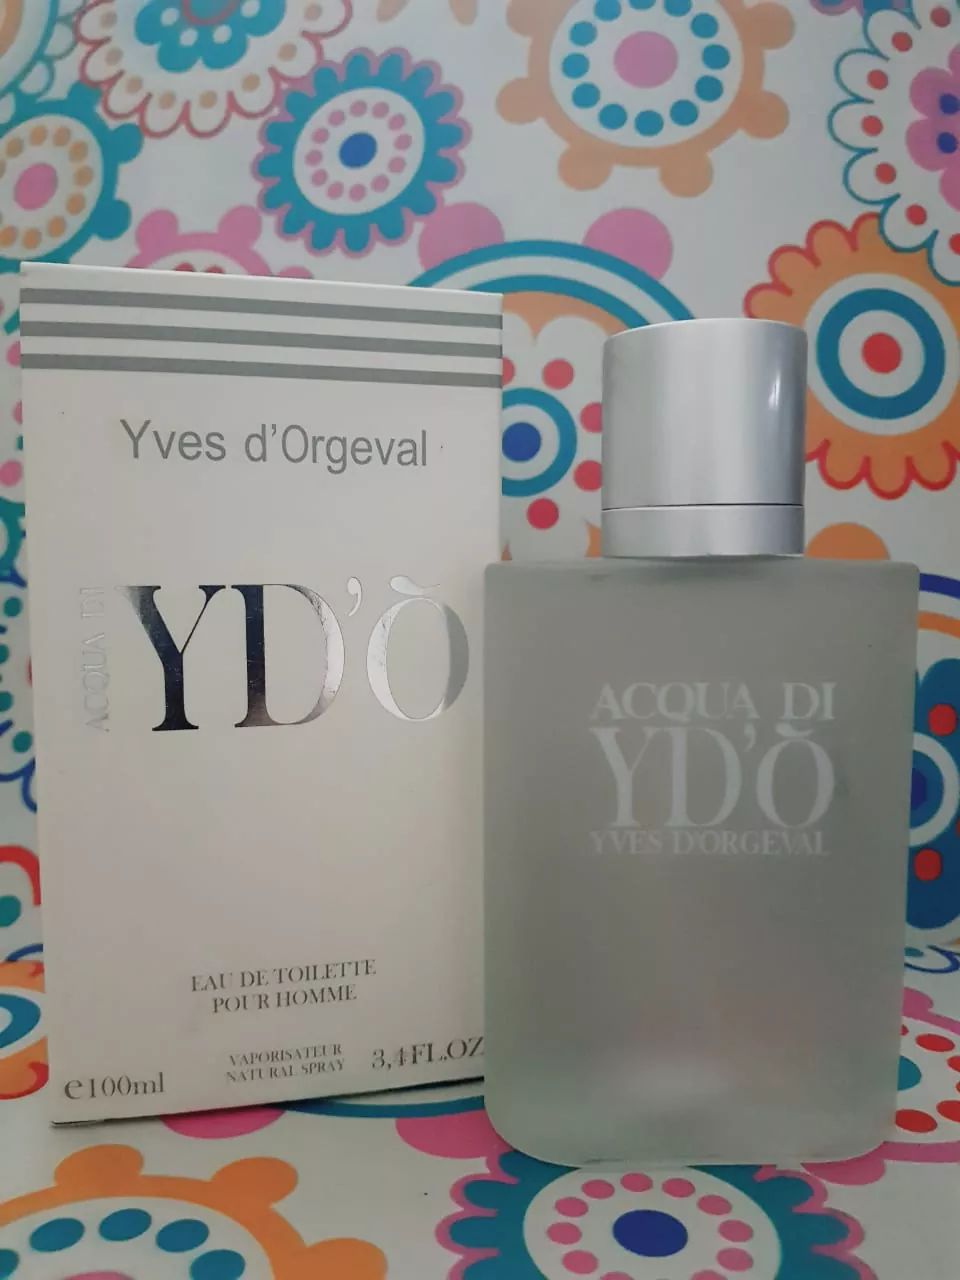 Yves d'Orgeval
ACQUA DI
YD'Ò
EAU DE TOILETTE
POUR HOMME
e100ml
VAPORISATEUR
NATURAL SPRAY
3,4FL.OZ
ACQUA DI
YD'Ò
YVES D'ORGEVAL